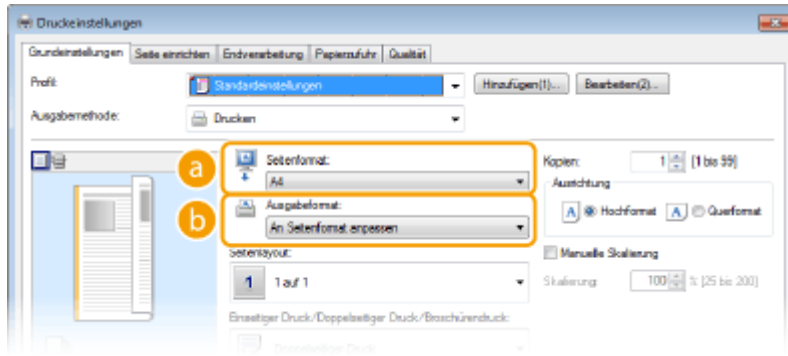 Druckeinstellungen
Grundeinstellungen Seite einrichten Endverarbeitung Papierzufuhr Qualität
Profil: Standardeinstellungen Hinzufügen(1)... Bearbeiten(2)...
Ausgabemethode: Drucken
a Seitenformat: Kopien: 1 [1 bis 99]
A4 Ausrichtung
b Ausgabeformat: A Hochformat A Querformat
An Seitenformat anpassen
Seitenlayout: Manuelle Skalierung
1 1 auf 1 Skalierung: 100 % [25 bis 200]
Einseitiger Druck/Doppelseitiger Druck/Broschürendruck:
Doppelseitiger Druck